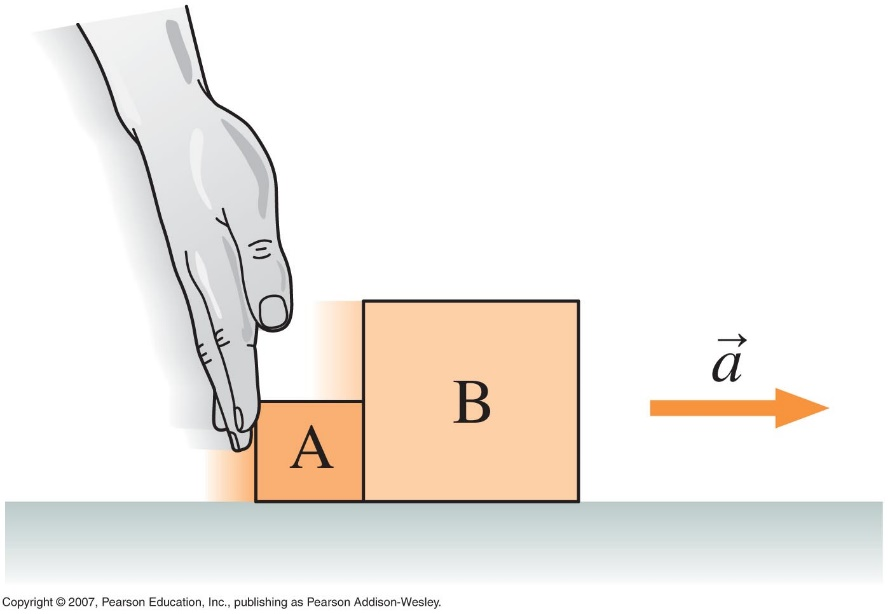 a
B
A
Copyright © 2007, Pearson Education, Inc., publishing as Pearson Addison-Wesley.